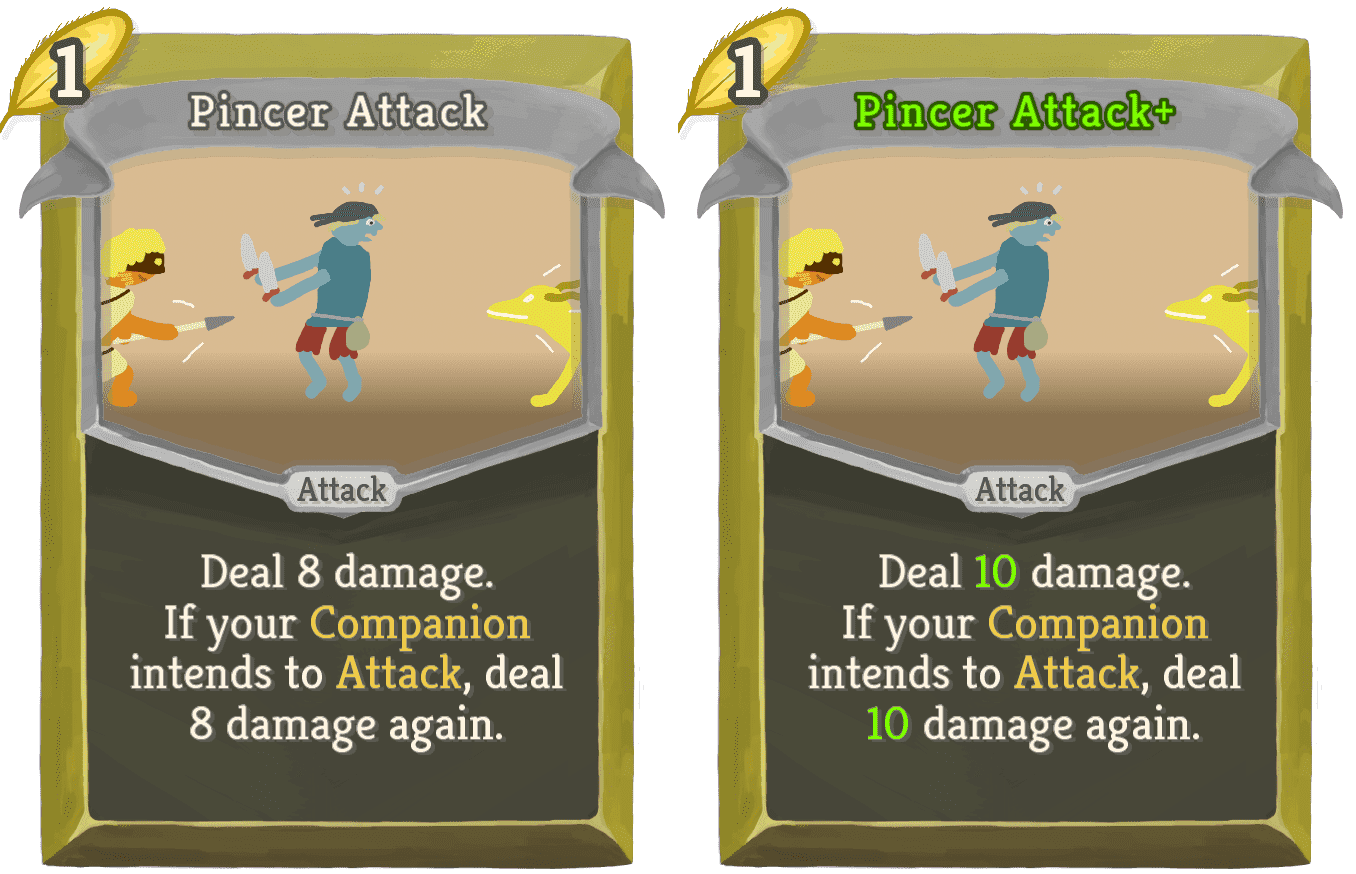 1
Pincer Attack
Attack
Deal 8 damage.
If your Companion
intends to Attack, deal
8 damage again.
1
Pincer Attack+
Attack
Deal 10 damage.
If your Companion
intends to Attack, deal
10 damage again.